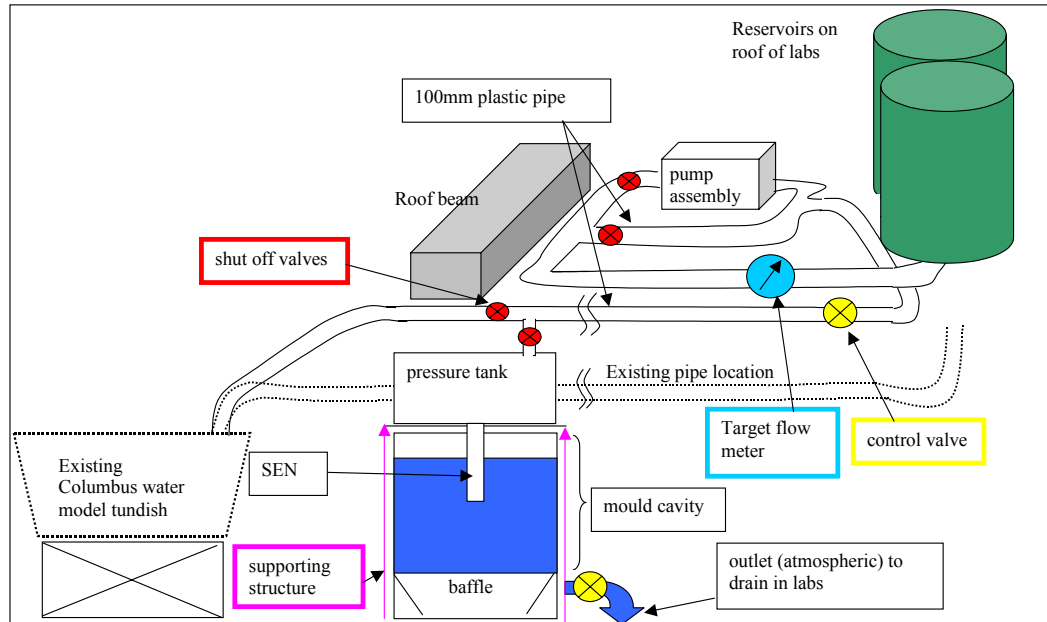 Reservoirs on
roof of labs
100mm plastic pipe
pump
assembly
Roof beam
shut off valves
pressure tank
Existing pipe location
Target flow
meter
control valve
Existing
Columbus water
model tundish
SEN
mould cavity
supporting
structure
baffle
outlet (atmospheric) to
drain in labs